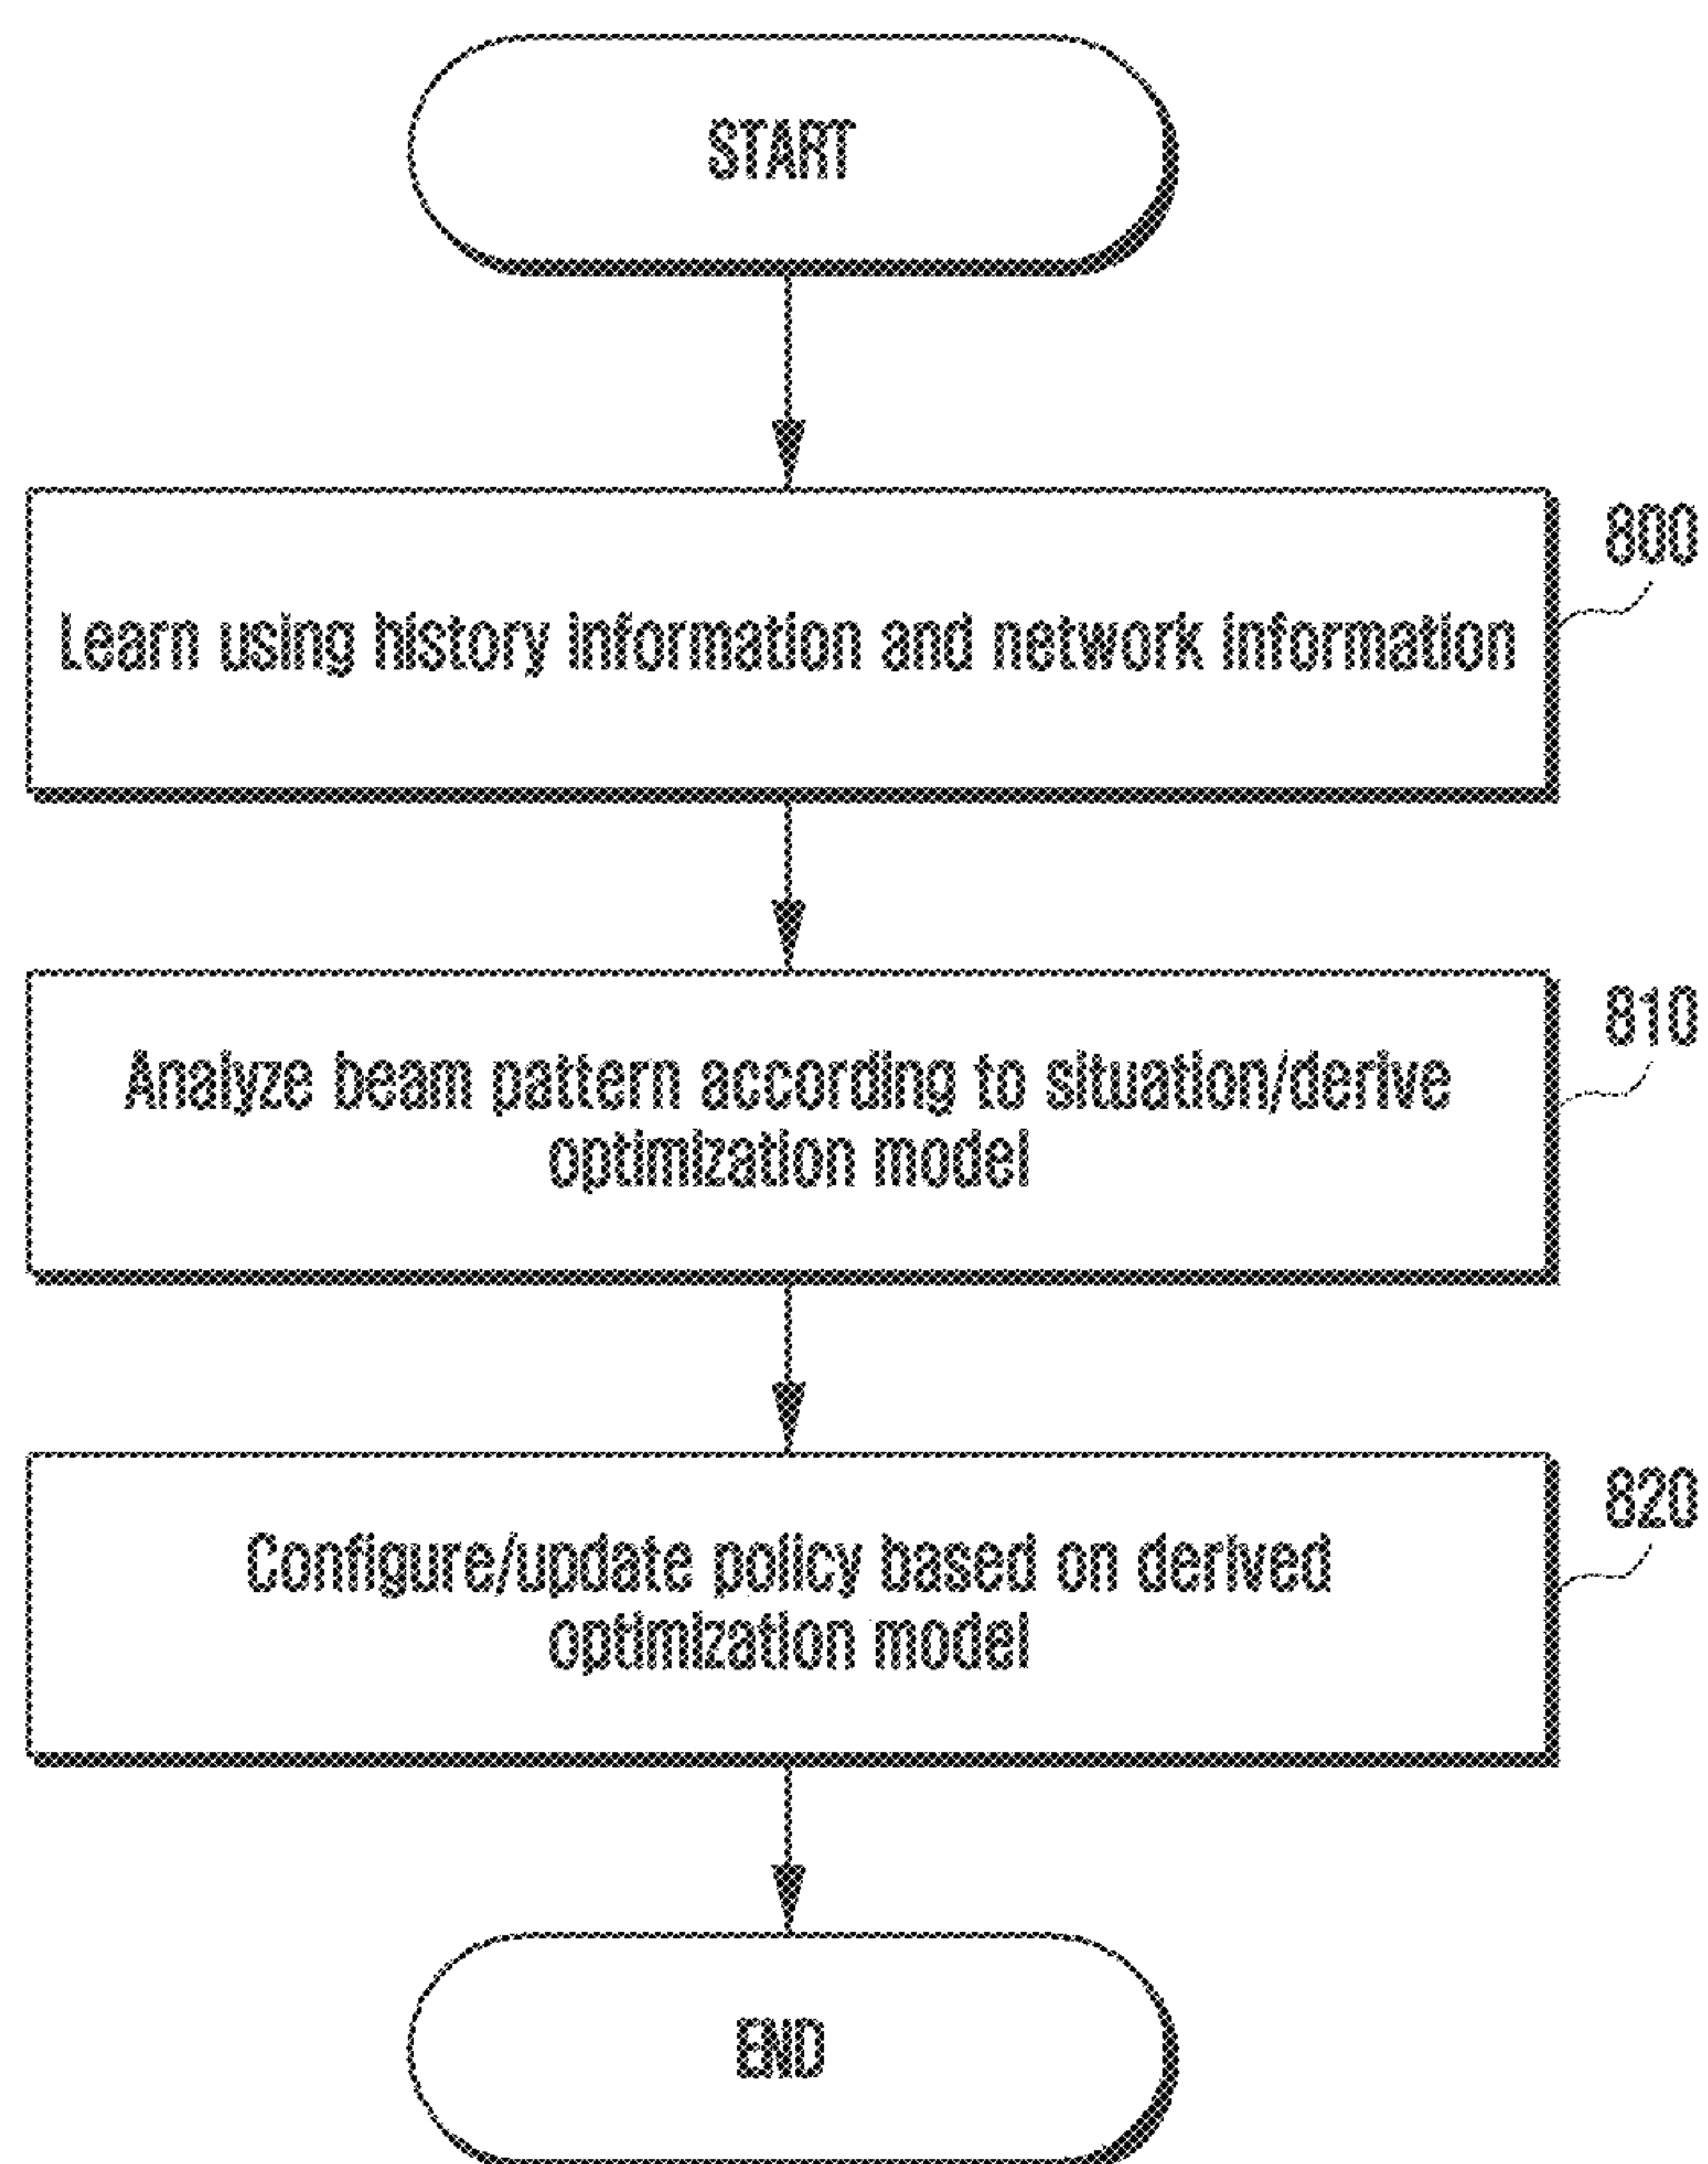 START
800
Learn using history information and network information
810
Analyze beam pattern according to situation/derive
optimization model
820
Configure/update policy based on derived
optimization model
END